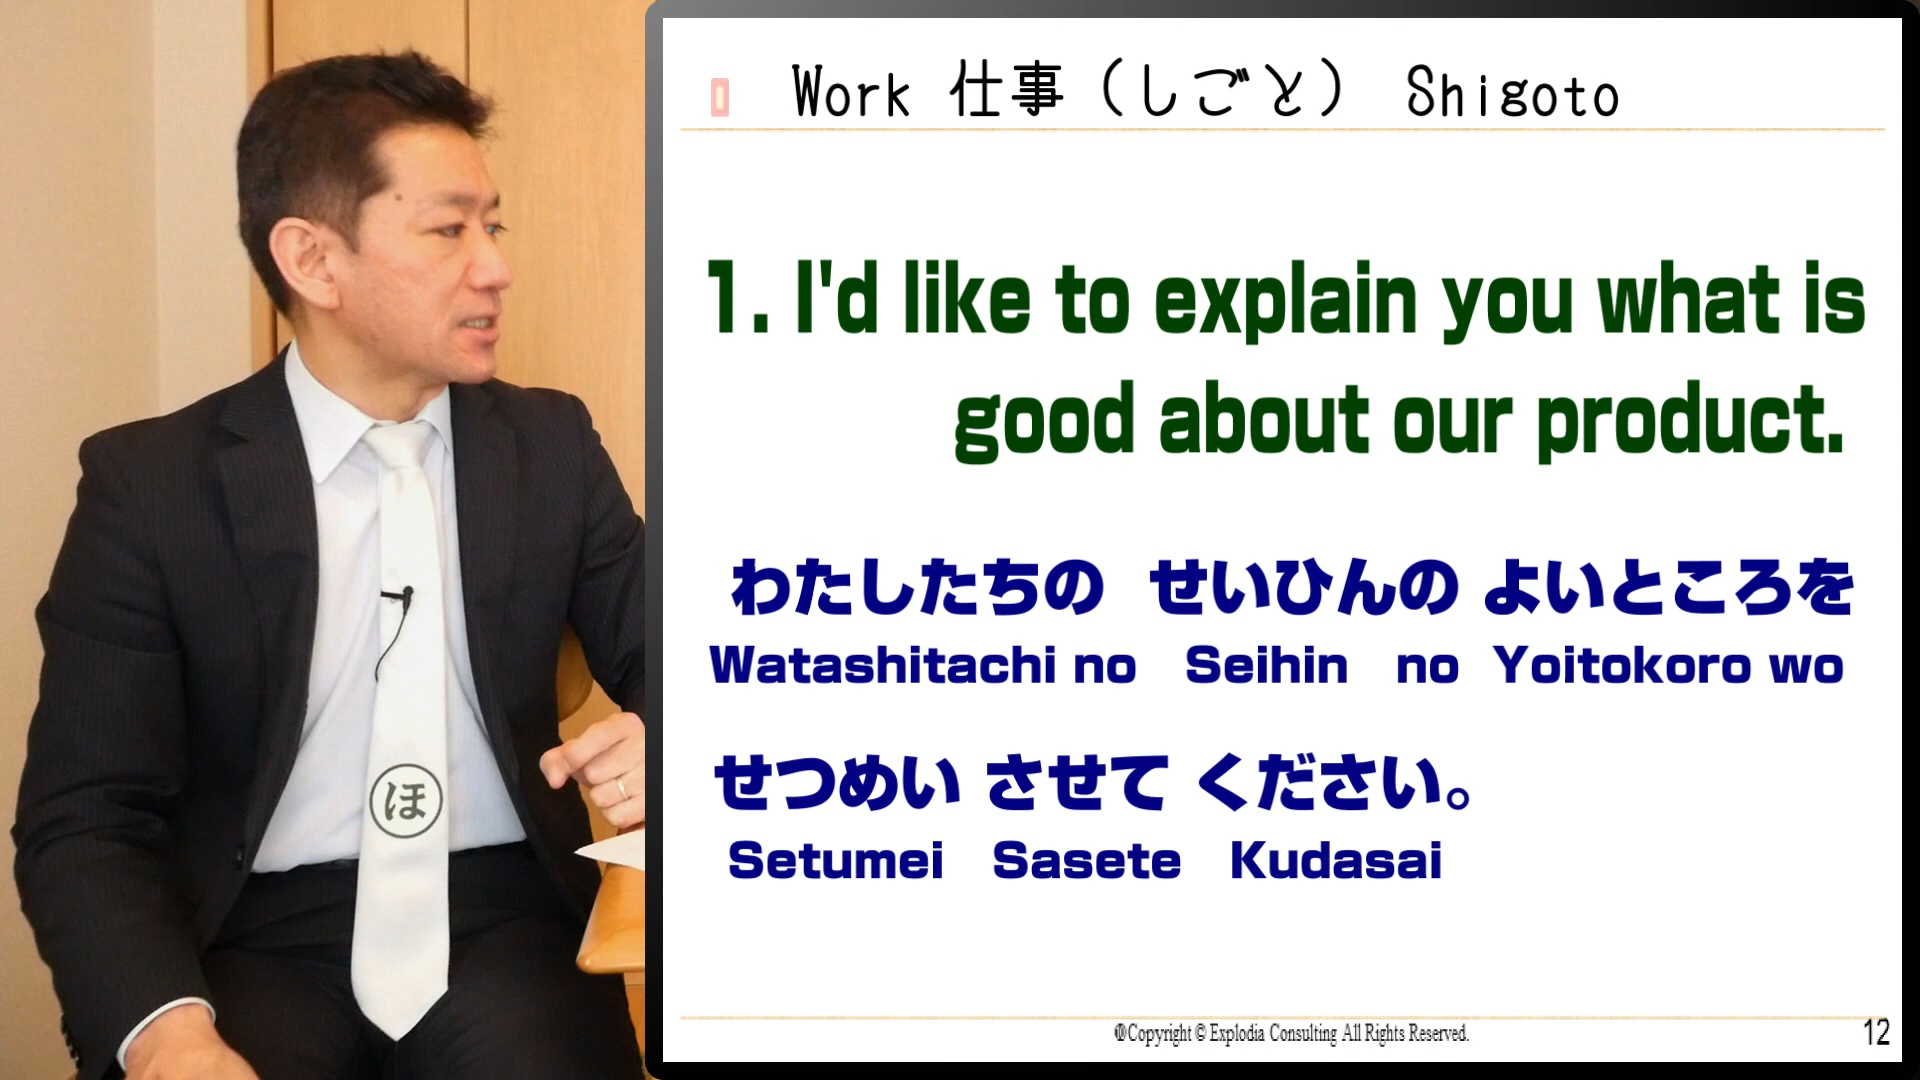 Work 仕事（しごと） Shigoto
1. I'd like to explain you what is
good about our product.
わたしたちの せいひんの よいところを
Watashitachi no Seihin no Yoitokoro wo
せつめい させて ください。
Setumei Sasete Kudasai
ほ
Copyright © Explodia Consulting All Rights Reserved.
12